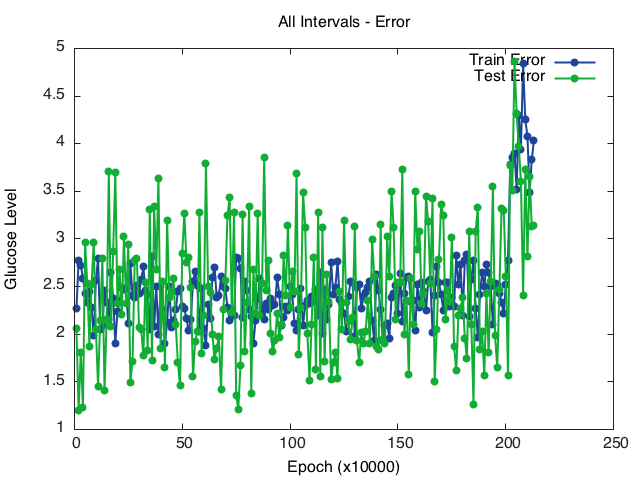 All Intervals - Error
5
4.5
4
3.5
3
2.5
2
1.5
1
Glucose Level
Train Error
Test Error
0 50 100 150 200 250
Epoch (x10000)